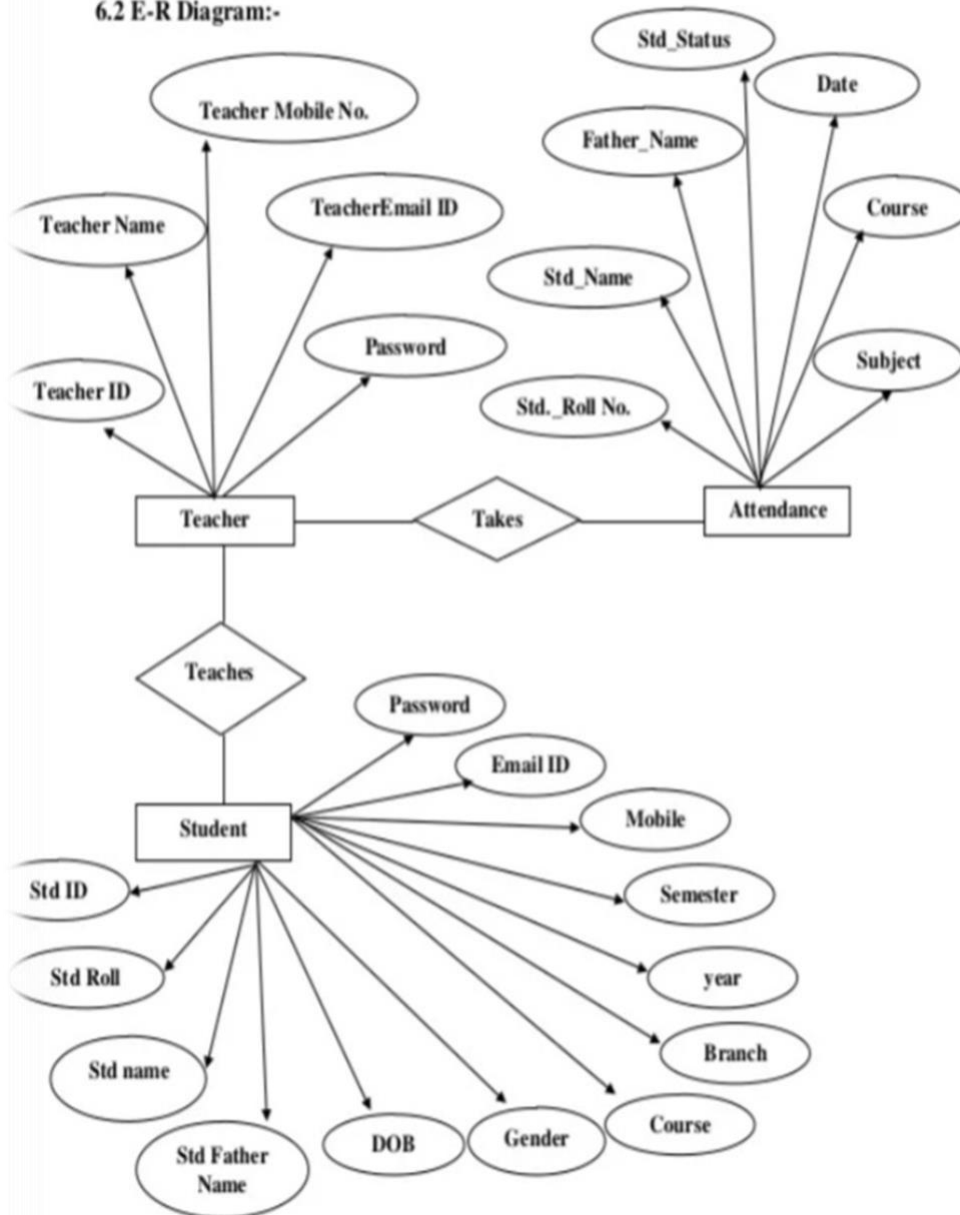 6.2 E-R Diagram:-
Std_Status
Date
Teacher Mobile No.
Father_Name
TeacherEmail ID
Course
Teacher Name
Std_Name
Password
Subject
Teacher ID
Std._Roll No.
Teacher
Takes
Attendance
Teaches
Password
Email ID
Mobile
Student
Std ID
Semester
Std Roll
year
Branch
Std name
Course
Gender
DOB
Std Father
Name